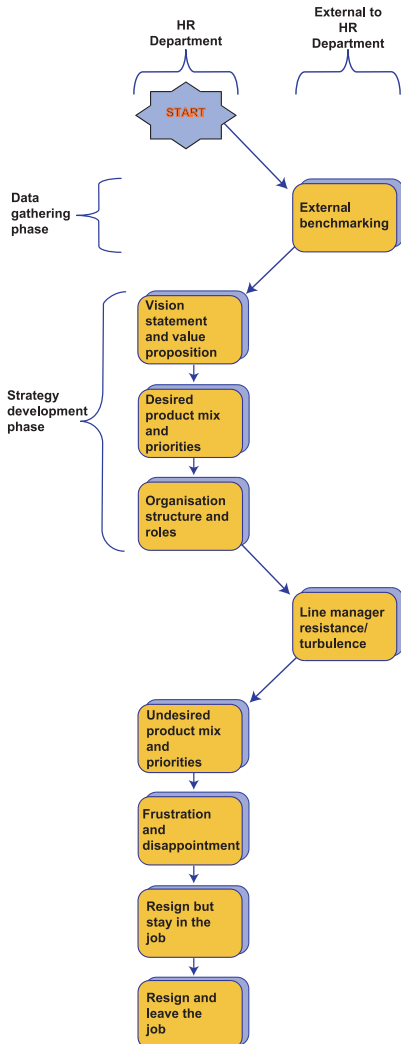 HR
Department
External to
HR
Department
START
Data
gathering
phase
External
benchmarking
Vision
statement
and value
proposition
Strategy
development
phase
Desired
product mix
and
priorities
Organisation
structure and
roles
Line manager
resistance/
turbulence
Undesired
product mix
and
priorities
Frustration
and
disappointment
Resign but
stay in the
job
Resign and
leave the
job